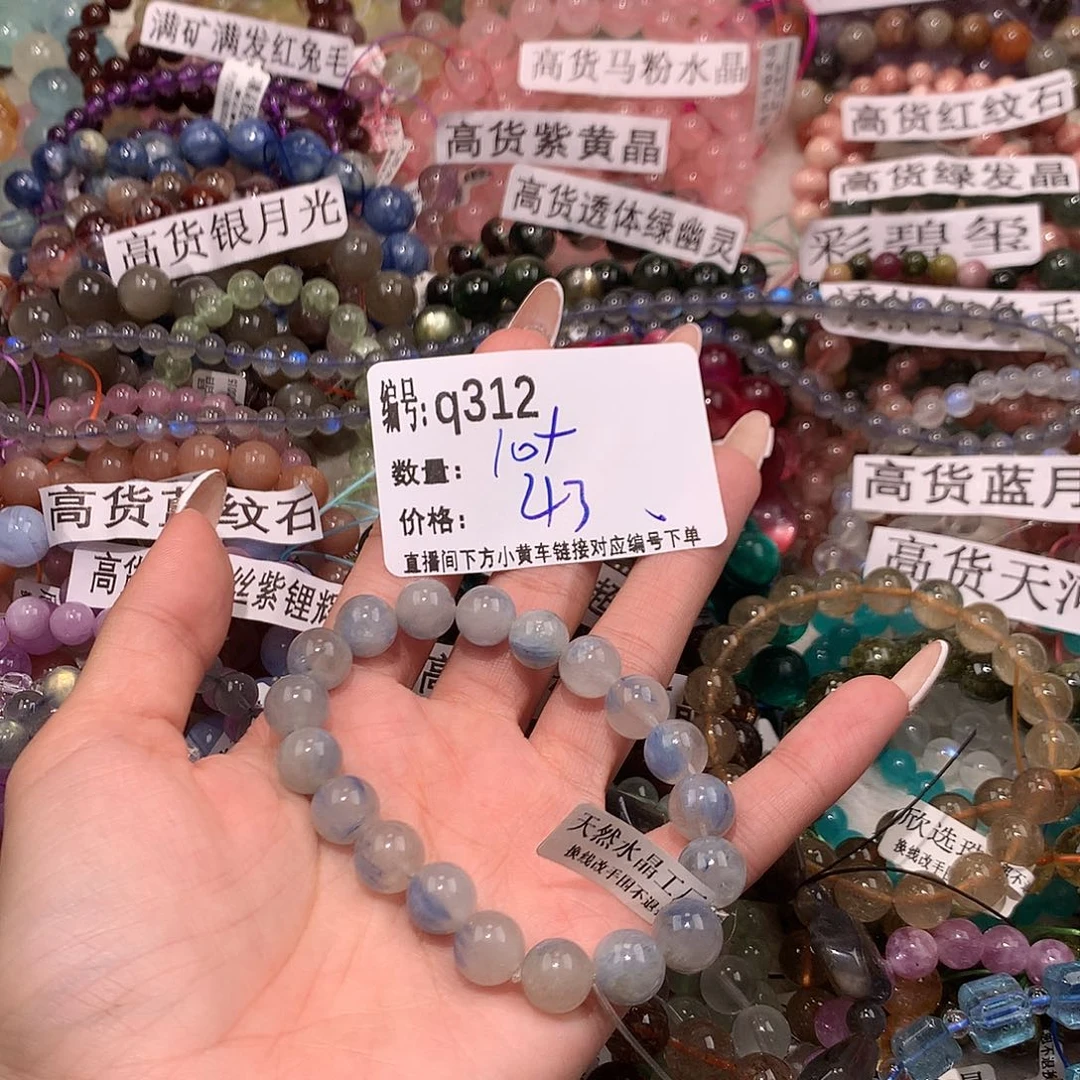 满矿满发红兔毛
高货马粉水晶
高货紫黄晶
高货红纹石
高货绿发晶
高货银月光
高货透体绿幽灵
彩碧玺
编号:q312
数量: 10+
价格: 43
直播间下方小黄车链接对应编号下单
高货 纹石
高货蓝月
高 丝紫锂辉
高货天河
天然水晶工厂
换线改手围不退
欣选
换线改手 不